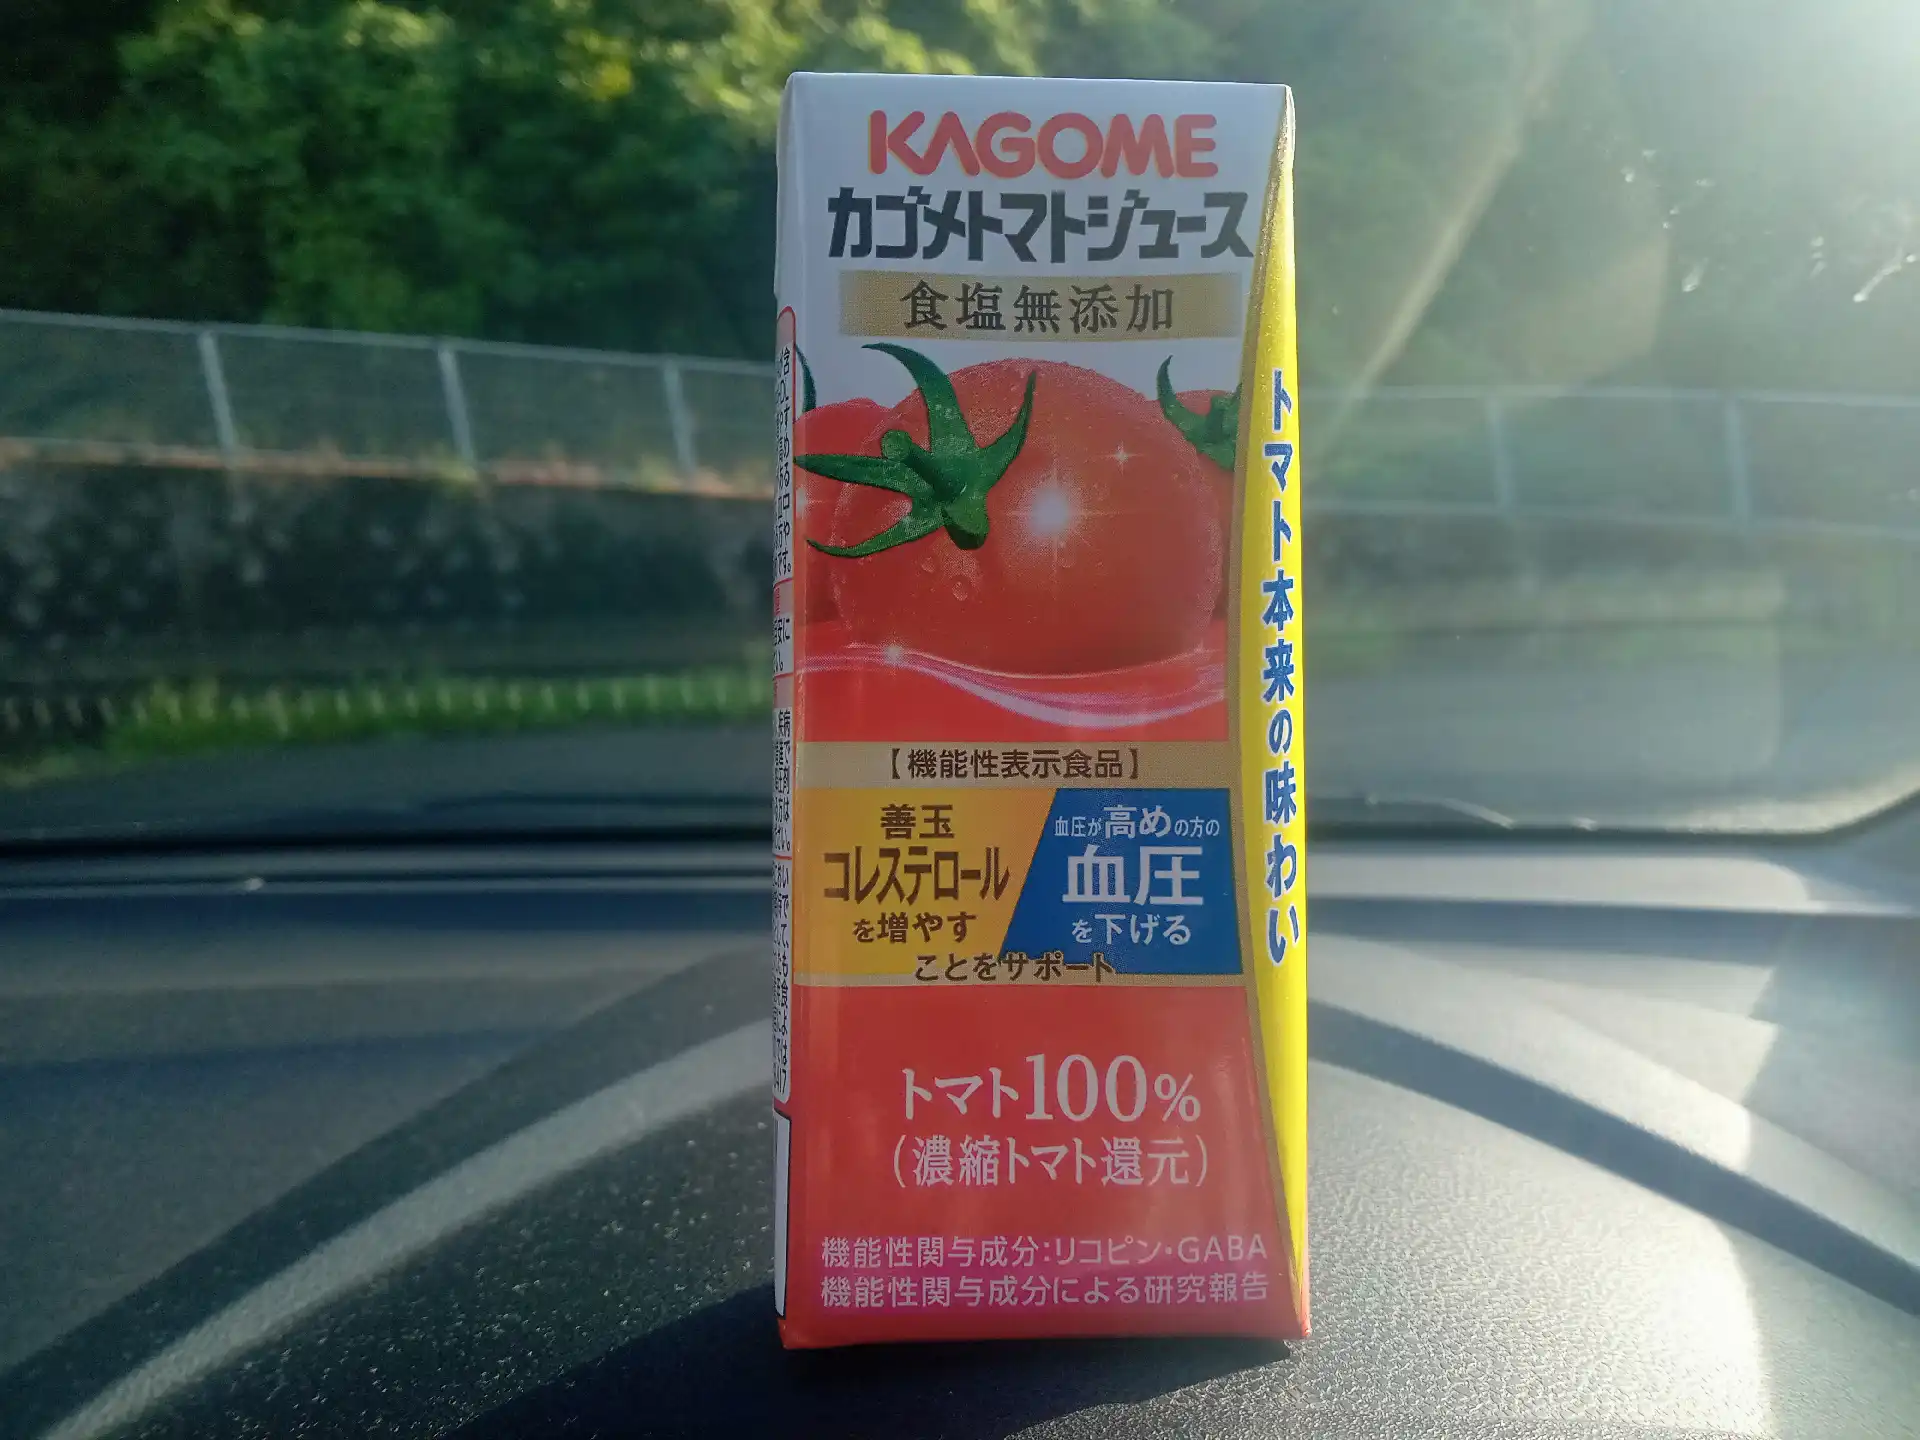 KAGOME
カゴメトマトジュース
食塩無添加
トマト本来の味わい
【機能性表示食品】
善玉
コレステロール
を増やす
血圧が高めの方の
血圧
を下げる
ことをサポート
トマト100%
(濃縮トマト還元)
機能性関与成分:リコピン・GABA
機能性関与成分による研究報告